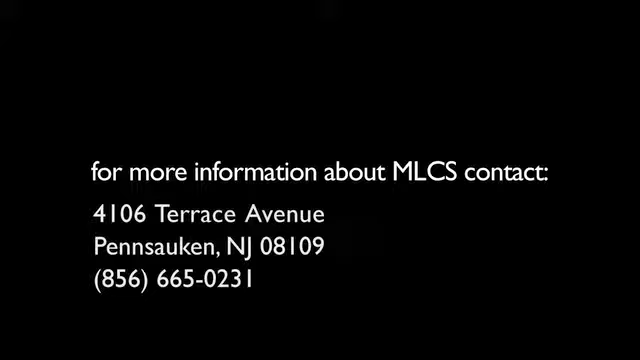 for more information about MLCS contact:
4106 Terrace Avenue
Pennsauken, NJ 08109
(856) 665-0231